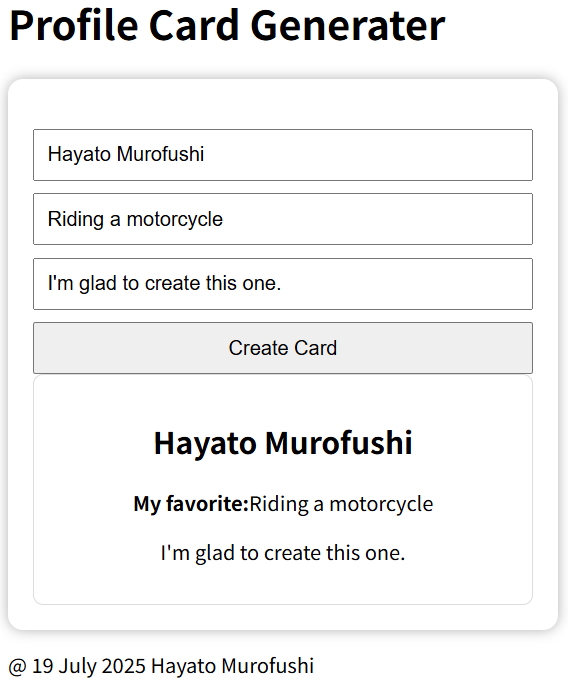 Profile Card Generater
Hayato Murofushi
Riding a motorcycle
I'm glad to create this one.
Create Card
Hayato Murofushi
My favorite:Riding a motorcycle
I'm glad to create this one.
@ 19 July 2025 Hayato Murofushi